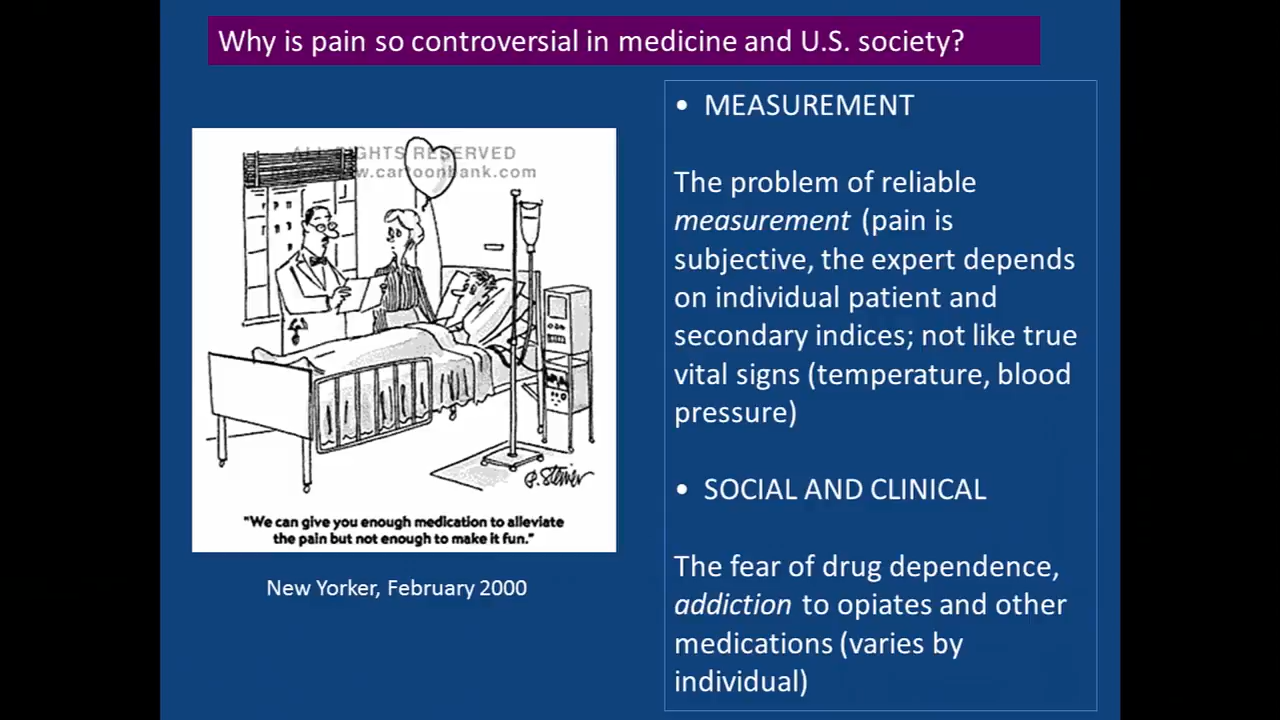 Why is pain so controversial in medicine and U.S. society?
ALL RIGHTS RESERVED
www.cartoonbank.com
P. Steiner
"We can give you enough medication to alleviate
the pain but not enough to make it fun."
New Yorker, February 2000
• MEASUREMENT
The problem of reliable
measurement (pain is
subjective, the expert depends
on individual patient and
secondary indices; not like true
vital signs (temperature, blood
pressure)
• SOCIAL AND CLINICAL
The fear of drug dependence,
addiction to opiates and other
medications (varies by
individual)